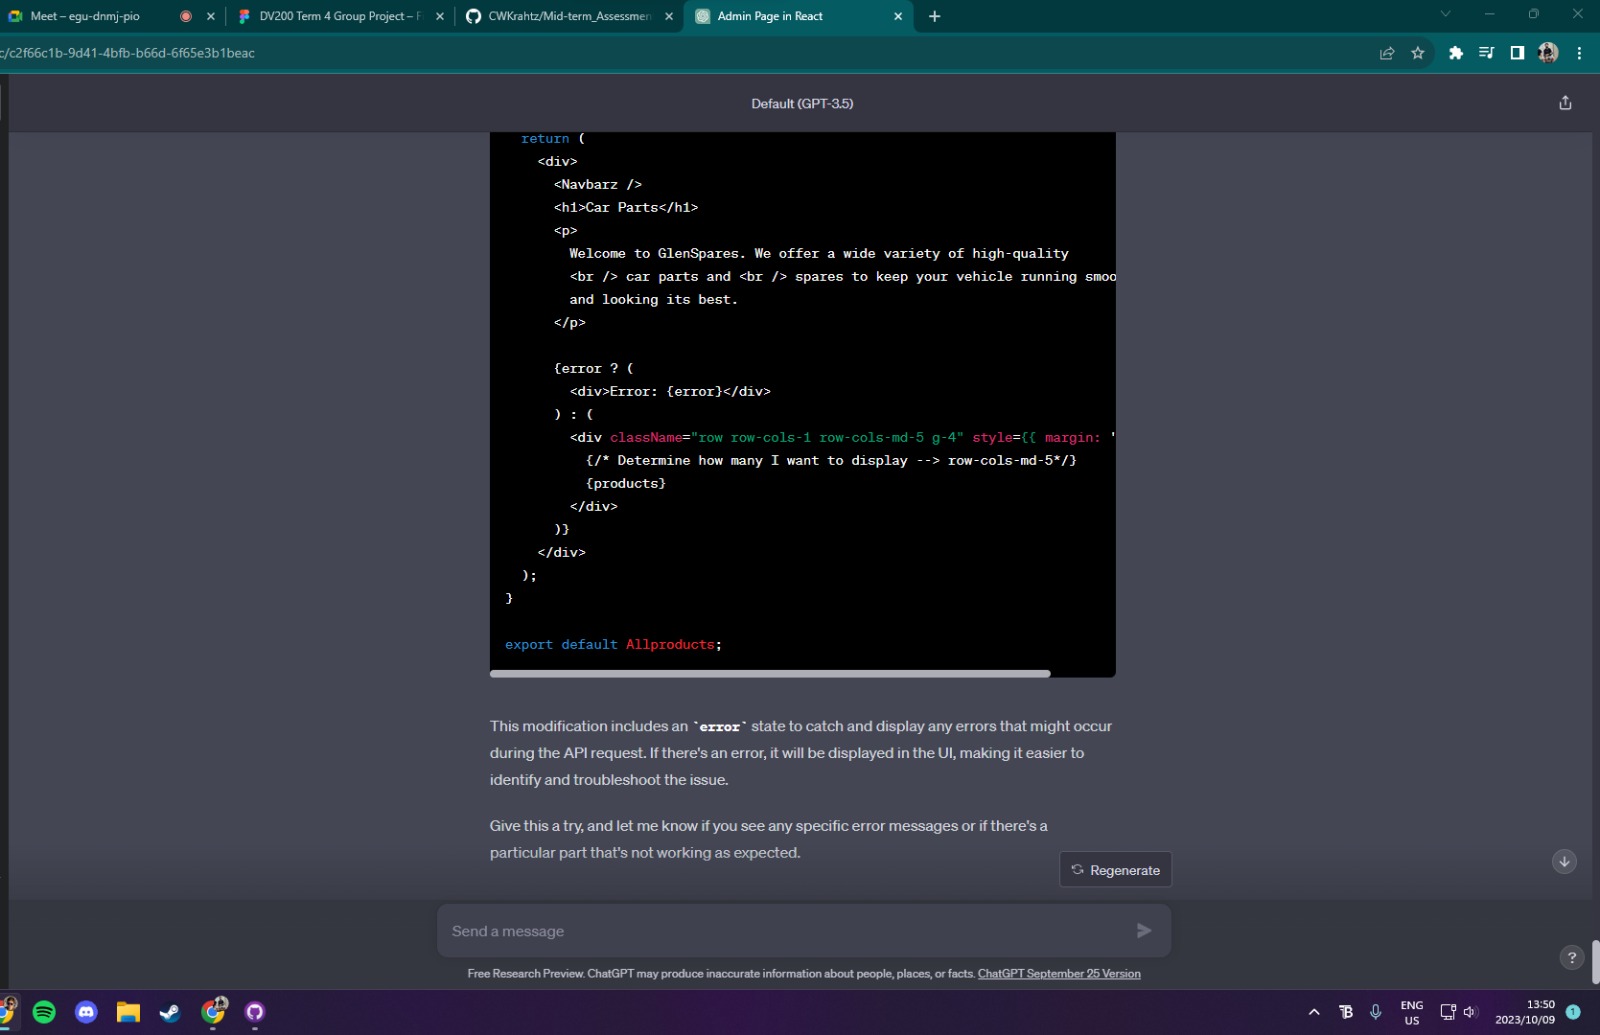 Meet – egu-dnmj-pio
DV200 Term 4 Group Project – Fi
CWKrahtz/Mid-term_Assessmen
Admin Page in React
c/c2f66c1b-9d41-4bfb-b66d-6f65e3b1beac
Default (GPT-3.5)
return (
<div>
<Navbarz />
<h1>Car Parts</h1>
<p>
Welcome to GlenSpares. We offer a wide variety of high-quality
<br /> car parts and <br /> spares to keep your vehicle running smoo
and looking its best.
</p>
{error ? (
<div>Error: {error}</div>
) : (
<div className="row row-cols-1 row-cols-md-5 g-4" style={{ margin: '
{/* Determine how many I want to display --> row-cols-md-5*/}
{products}
</div>
)}
</div>
);
}
export default Allproducts;
This modification includes an `error` state to catch and display any errors that might occur
during the API request. If there's an error, it will be displayed in the UI, making it easier to
identify and troubleshoot the issue.
Give this a try, and let me know if you see any specific error messages or if there's a
particular part that's not working as expected.
Regenerate
Send a message
?
Free Research Preview. ChatGPT may produce inaccurate information about people, places, or facts. ChatGPT September 25 Version
ENG
US
13:50
2023/10/09
1